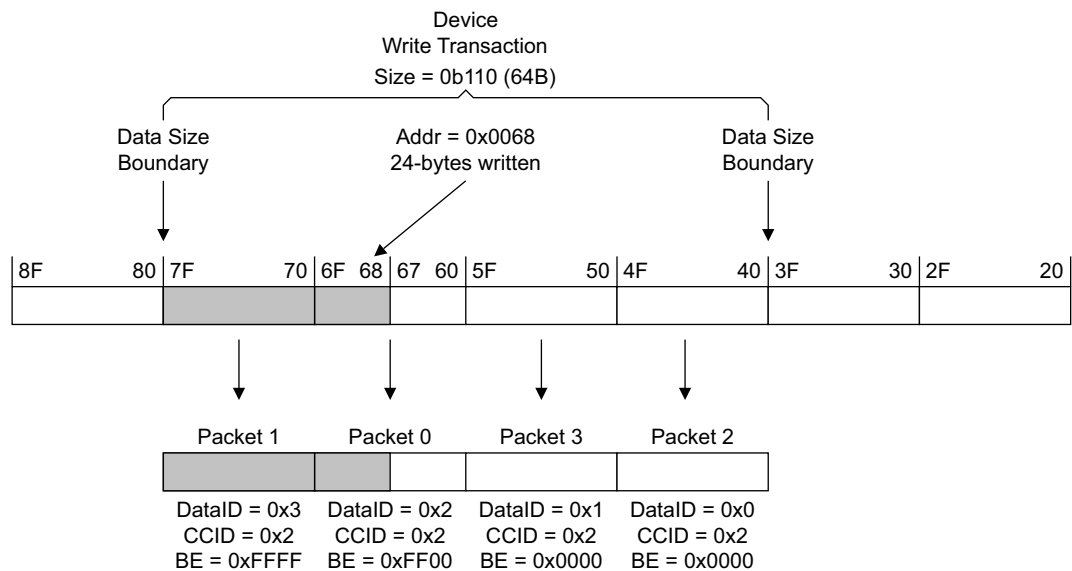 Device
Write Transaction
Size = 0b110 (64B)
Data Size
Boundary
Addr = 0x0068
24-bytes written
Data Size
Boundary
8F 80 7F 70 6F 68 67 60 5F 50 4F 40 3F 30 2F 20
Packet 1 Packet 0 Packet 3 Packet 2
DataID = 0x3 DataID = 0x2 DataID = 0x1 DataID = 0x0
CCID = 0x2 CCID = 0x2 CCID = 0x2 CCID = 0x2
BE = 0xFFFF BE = 0xFF00 BE = 0x0000 BE = 0x0000